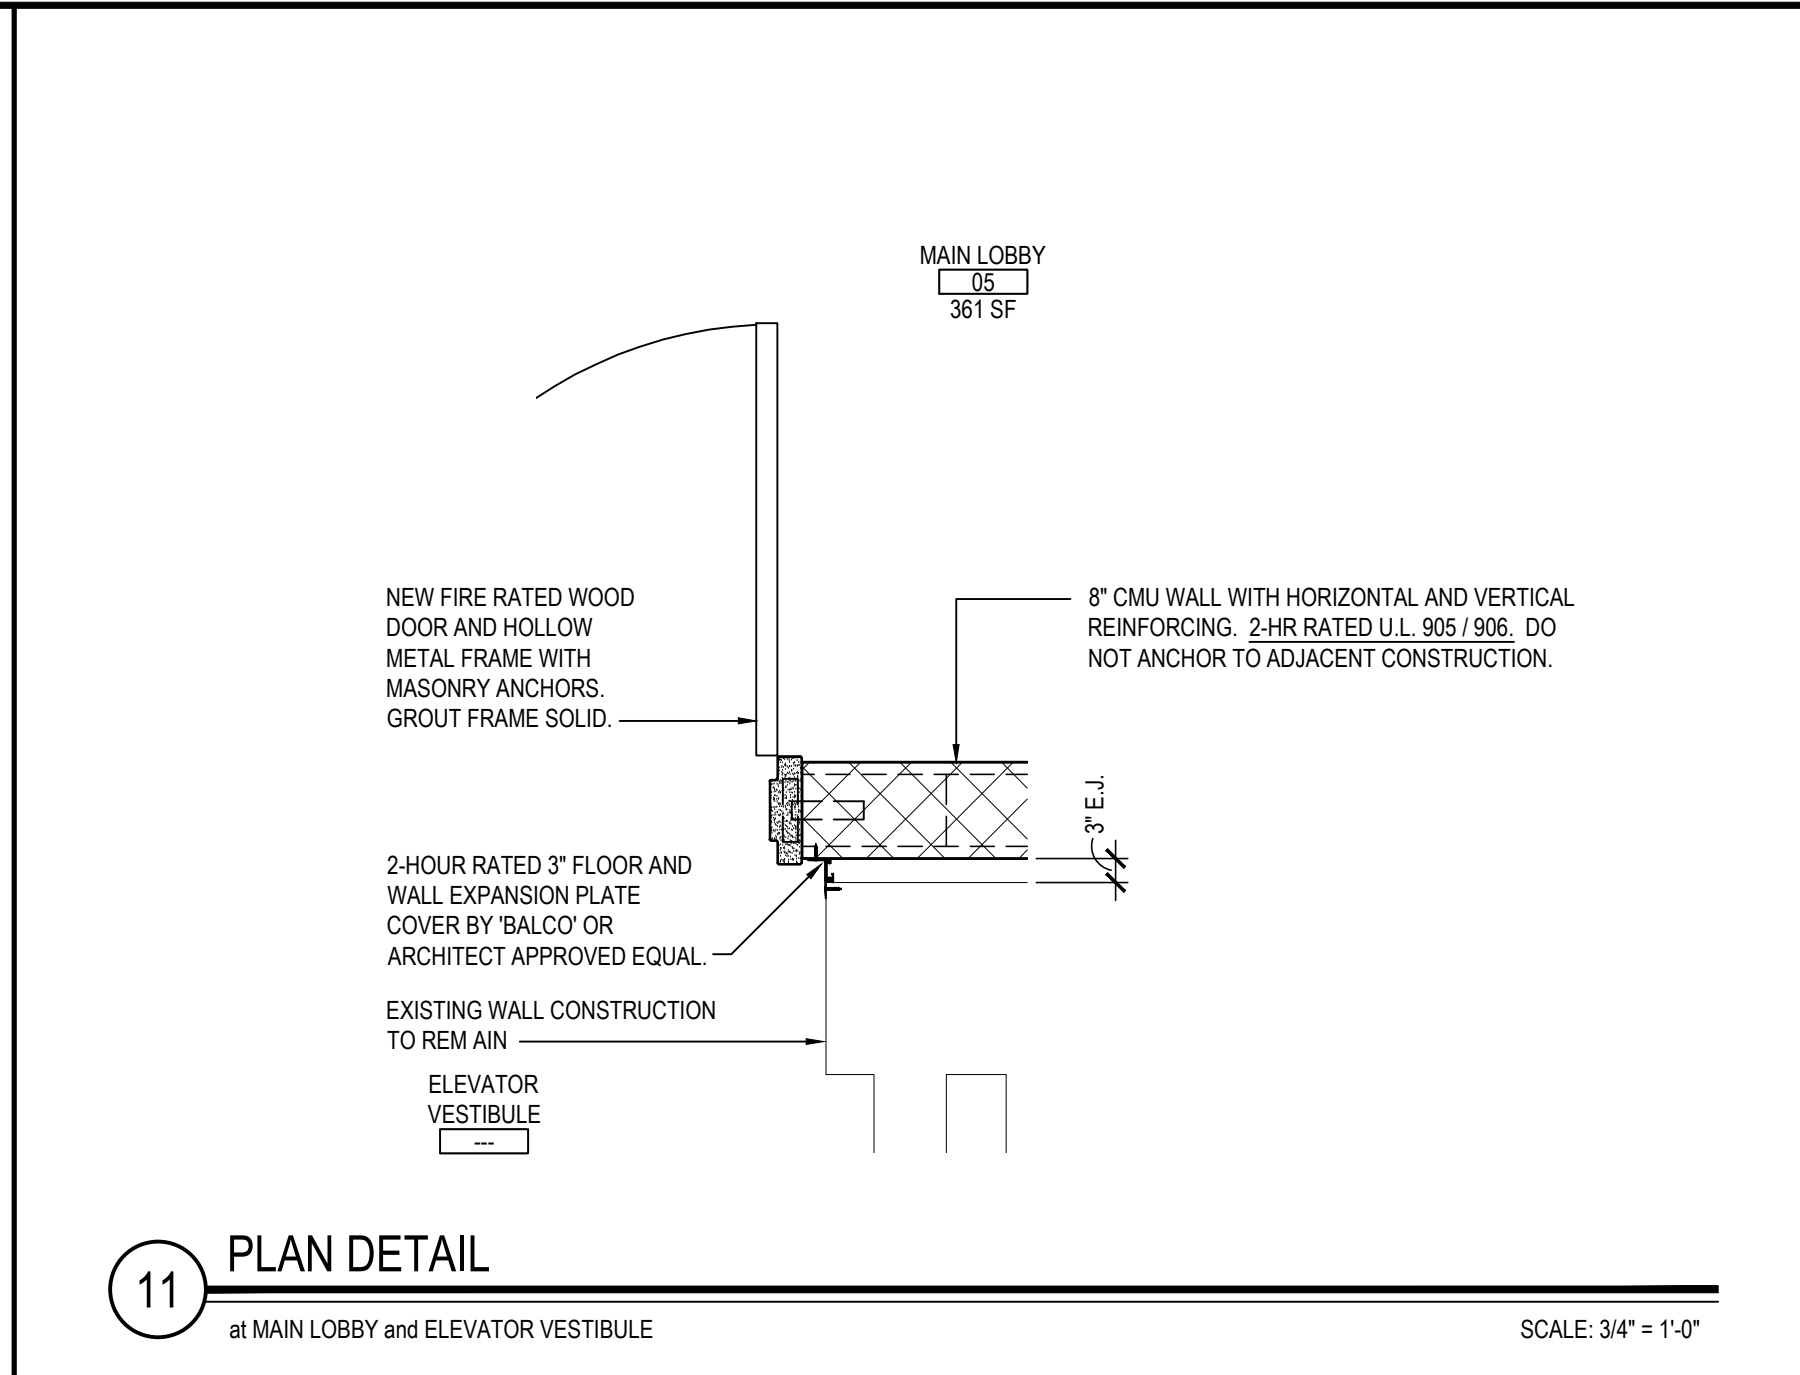 MAIN LOBBY
05
361 SF
NEW FIRE RATED WOOD
DOOR AND HOLLOW
METAL FRAME WITH
MASONRY ANCHORS.
GROUT FRAME SOLID.
8" CMU WALL WITH HORIZONTAL AND VERTICAL
REINFORCING. 2-HR RATED U.L. 905 / 906. DO
NOT ANCHOR TO ADJACENT CONSTRUCTION.
3" E.J.
2-HOUR RATED 3" FLOOR AND
WALL EXPANSION PLATE
COVER BY 'BALCO' OR
ARCHITECT APPROVED EQUAL.
EXISTING WALL CONSTRUCTION
TO REM AIN
ELEVATOR
VESTIBULE
---
11
PLAN DETAIL
at MAIN LOBBY and ELEVATOR VESTIBULE
SCALE: 3/4" = 1'-0"